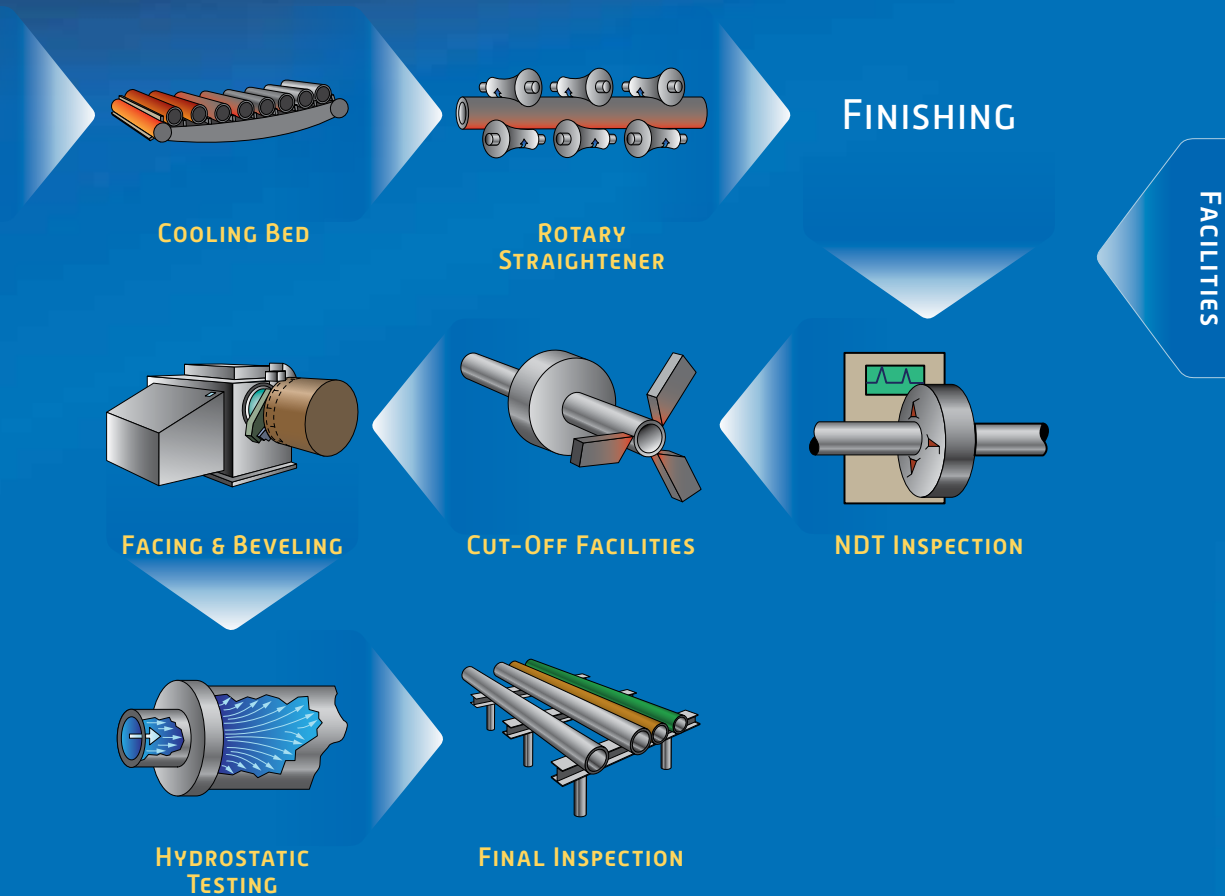 Finishing
Cooling Bed
Rotary
Straightener
Facilities
Facing & Beveling
Cut-Off Facilities
NDT Inspection
Hydrostatic
Testing
Final Inspection